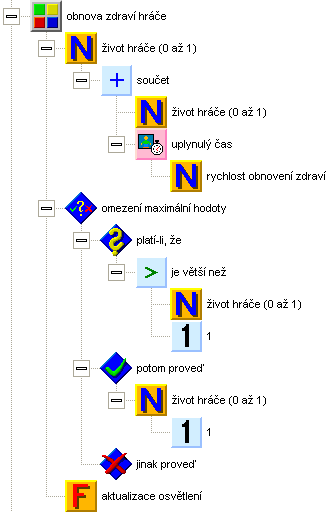 obnova zdraví hráče
N život hráče (0 až 1)
+ součet
N život hráče (0 až 1)
uplynulý čas
N rychlost obnovení zdraví
? omezení maximální hodoty
? platí-li, že
> je větší než
N život hráče (0 až 1)
1 1
potom proveď
N život hráče (0 až 1)
1 1
jinak proveď
F aktualizace osvětlení